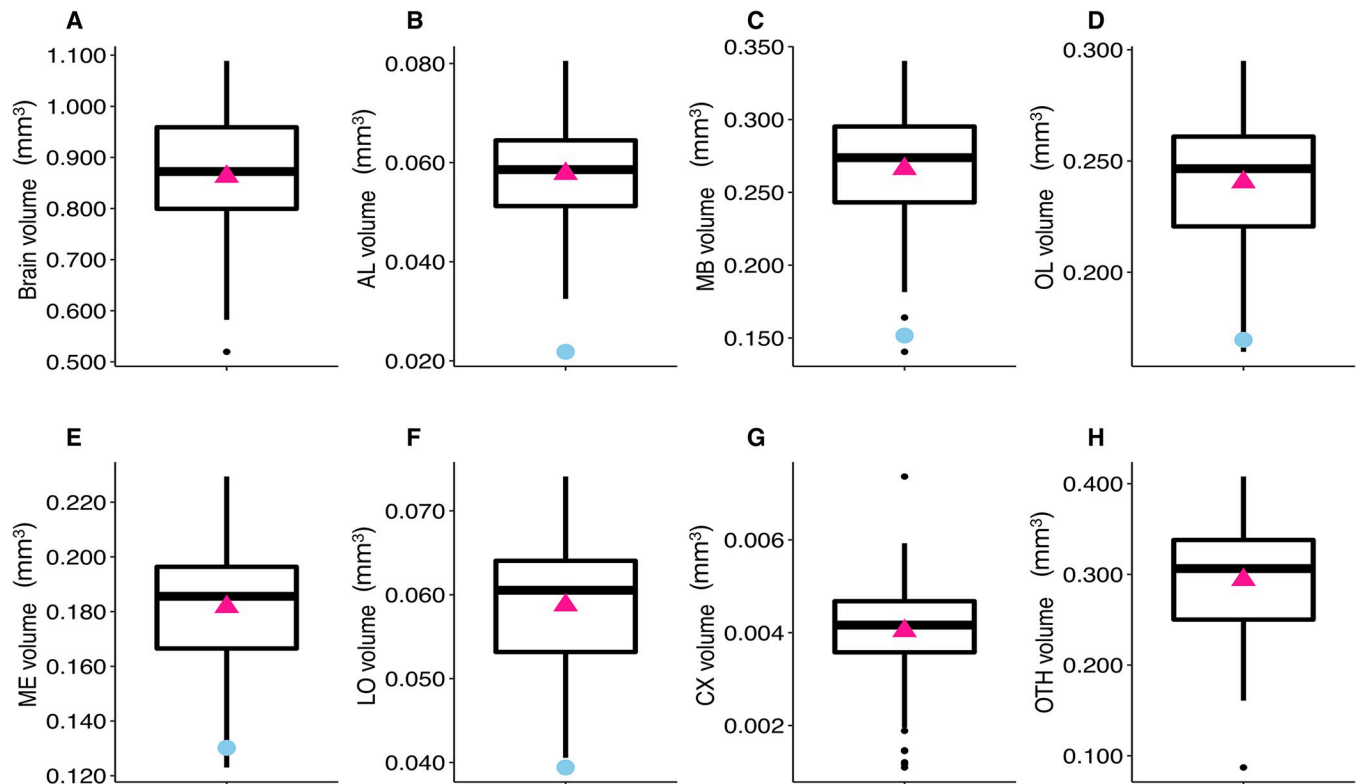 A
Brain volume (mm³)
1.100
1.000
0.900
0.800
0.700
0.600
0.500
B
AL volume (mm³)
0.080
0.060
0.040
0.020
C
MB volume (mm³)
0.350
0.300
0.250
0.200
0.150
D
OL volume (mm³)
0.300
0.250
0.200
E
ME volume (mm³)
0.220
0.200
0.180
0.160
0.140
0.120
F
LO volume (mm³)
0.070
0.060
0.050
0.040
G
CX volume (mm³)
0.006
0.004
0.002
H
OTH volume (mm³)
0.400
0.300
0.200
0.100